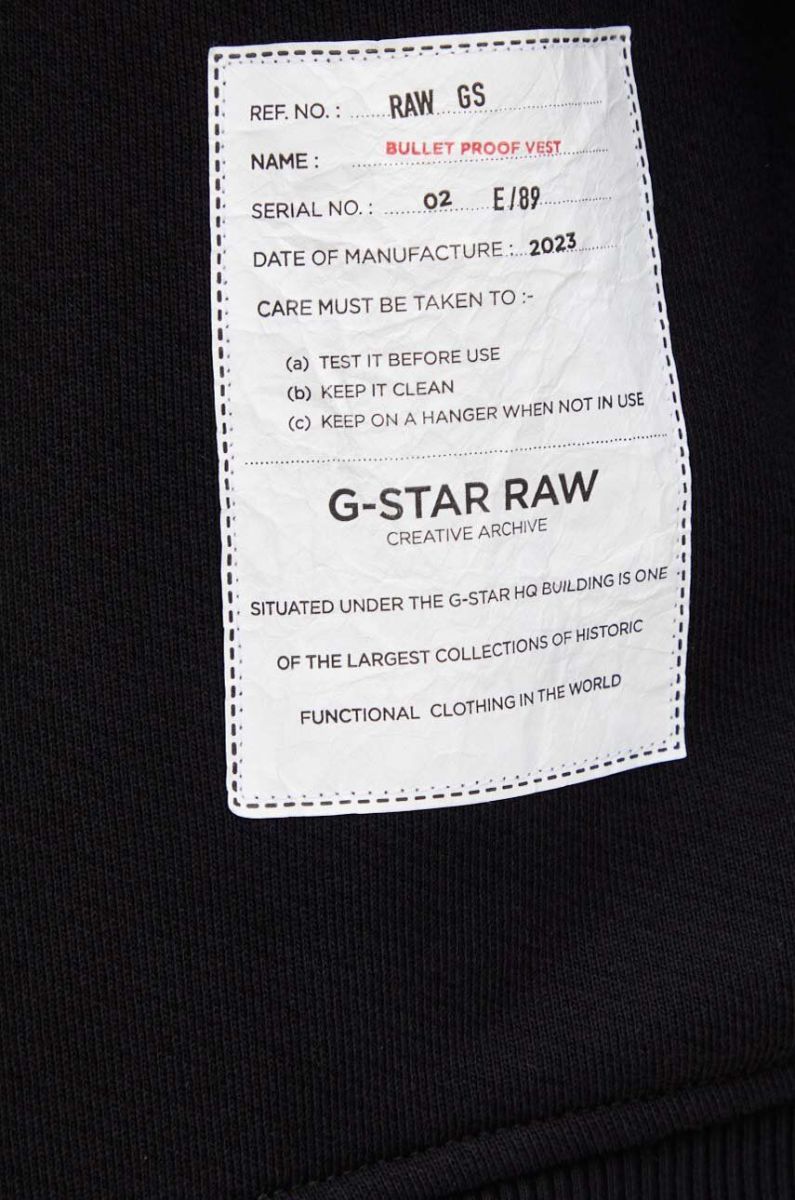 REF. NO. : RAW GS
NAME : BULLET PROOF VEST
SERIAL NO. : 02 E/89
DATE OF MANUFACTURE : 2023
CARE MUST BE TAKEN TO :-
(a) TEST IT BEFORE USE
(b) KEEP IT CLEAN
(c) KEEP ON A HANGER WHEN NOT IN USE
G-STAR RAW
CREATIVE ARCHIVE
SITUATED UNDER THE G-STAR HQ BUILDING IS ONE
OF THE LARGEST COLLECTIONS OF HISTORIC
FUNCTIONAL CLOTHING IN THE WORLD